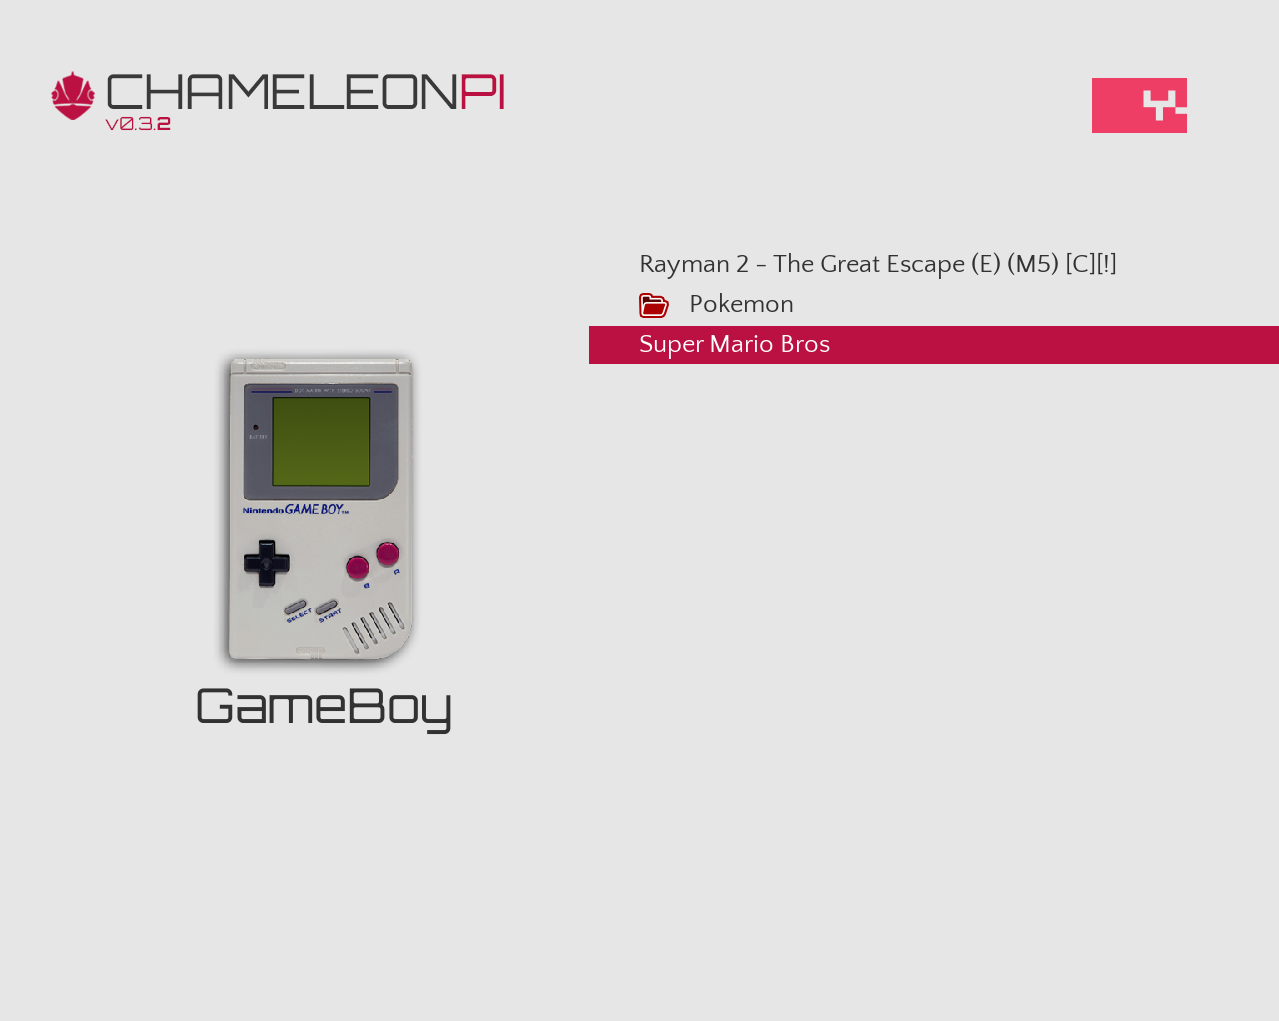 CHAMELEONPI
v0.3.2
Y.
Rayman 2 - The Great Escape (E) (M5) [C][!]
Pokemon
Super Mario Bros
BATTERY
Nintendo GAME BOY™
B
A
SELECT
START
GameBoy